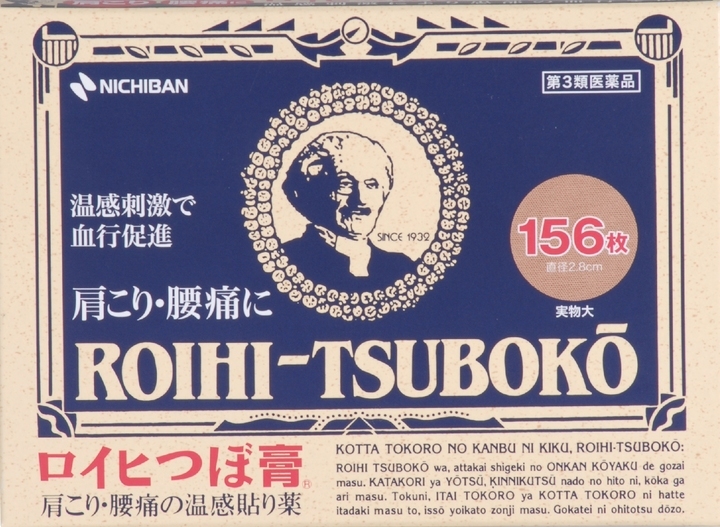 NICHIBAN
第3類医薬品
温感刺激で
血行促進
SINCE 1932
156枚
直径2.8cm
実物大
肩こり・腰痛に
ROIHI-TSUBOKŌ
ロイヒつぼ膏®
肩こり・腰痛の温感貼り薬
KOTTA TOKORO NO KANBU NI KIKU, ROIHI-TSUBOKŌ:
ROIHI TSUBOKŌ wa, attakai shigeki no ONKAN KŌYAKU de gozai
masu. KATAKORI ya YŌTSŪ, KINNIKUTSŪ nado no hito ni, kōka ga
ari masu. Tokuni, ITAI TOKORO ya KOTTA TOKORO ni hatte
itadaki masu to, isso yoikato zonji masu. Gokatei ni ohitotsu dōzo.